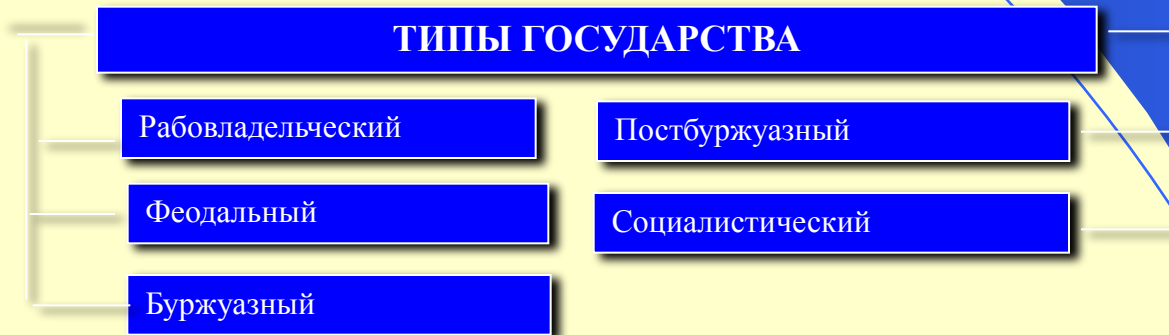 ТИПЫ ГОСУДАРСТВА
Рабовладельческий
Феодальный
Буржуазный
Постбуржуазный
Социалистический